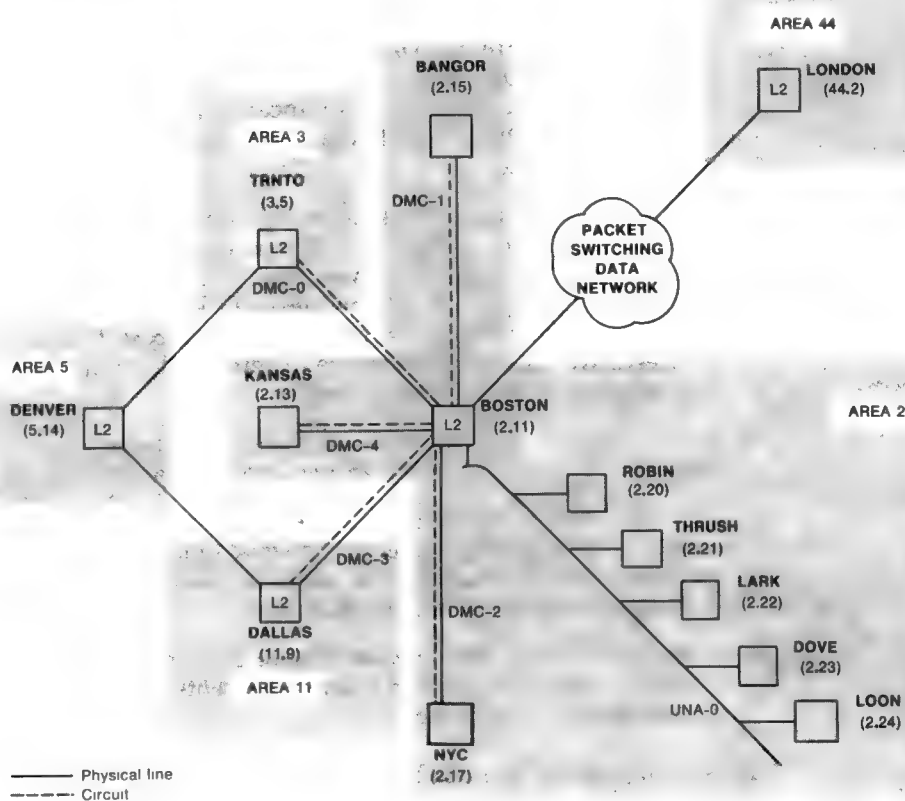 AREA 44
BANGOR
(2.15)
L2
LONDON
(44.2)
AREA 3
TRNTO
(3.5)
L2
DMC-1
DMC-0
PACKET
SWITCHING
DATA
NETWORK
AREA 5
DENVER
(5.14)
L2
KANSAS
(2.13)
DMC-4
L2
BOSTON
(2.11)
AREA 2
ROBIN
(2.20)
THRUSH
(2.21)
LARK
(2.22)
DOVE
(2.23)
LOON
(2.24)
UNA-0
DMC-3
DMC-2
L2
DALLAS
(11.9)
AREA 11
NYC
(2.17)
Physical line
Circuit